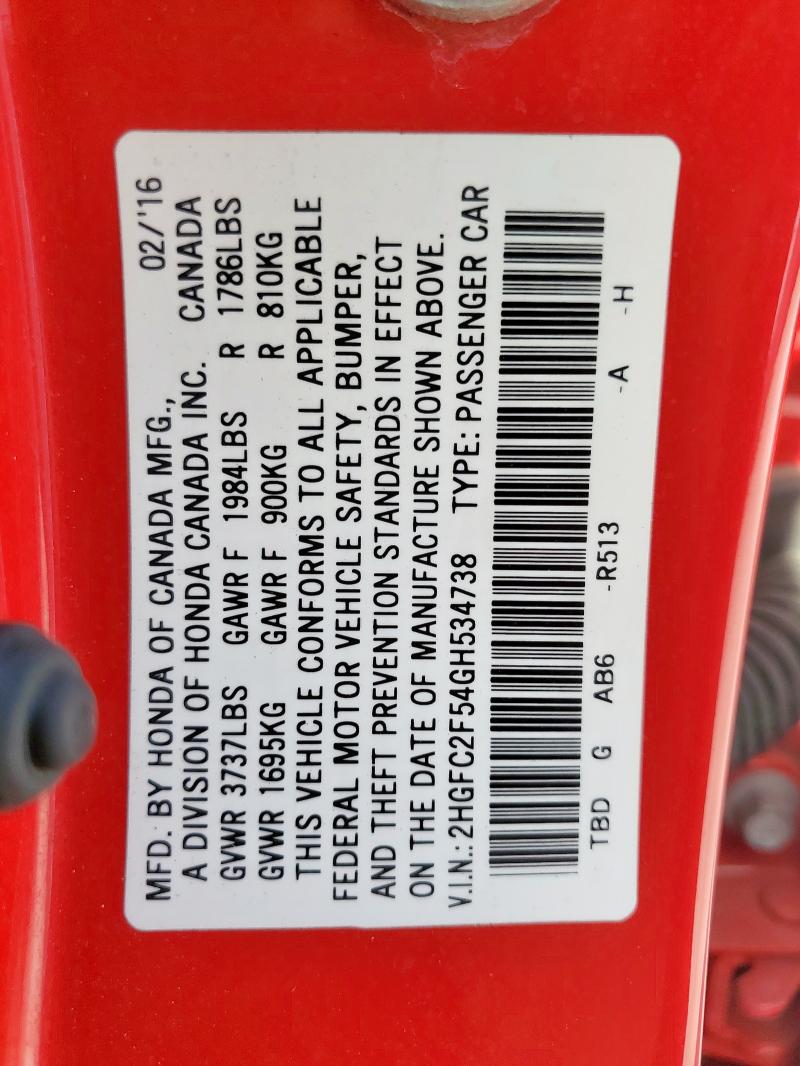 02/'16
MFD. BY HONDA OF CANADA MFG.,
A DIVISION OF HONDA CANADA INC. CANADA
GVWR 3737LBS GAWR F 1984LBS R 1786LBS
GVWR 1695KG GAWR F 900KG R 810KG
THIS VEHICLE CONFORMS TO ALL APPLICABLE
FEDERAL MOTOR VEHICLE SAFETY, BUMPER,
AND THEFT PREVENTION STANDARDS IN EFFECT
ON THE DATE OF MANUFACTURE SHOWN ABOVE.
V.I.N.: 2HGFC2F54GH534738 TYPE: PASSENGER CAR
TBD G AB6 -R513 -A -H